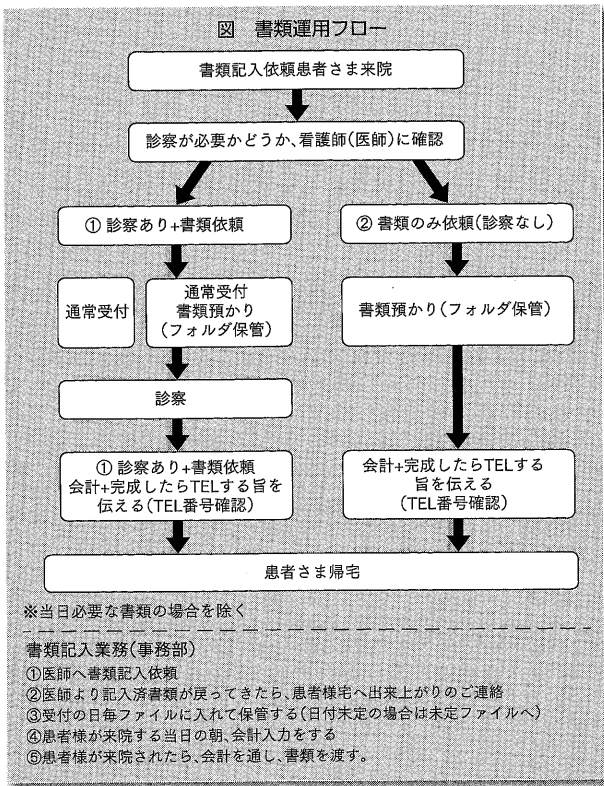 図 書類運用フロー
書類記入依頼患者さま来院
診察が必要かどうか、看護師(医師)に確認
① 診察あり+書類依頼
② 書類のみ依頼(診察なし)
通常受付
通常受付
書類預かり
(フォルダ保管)
書類預かり(フォルダ保管)
診察
① 診察あり+書類依頼
会計+完成したらTELする旨を
伝える(TEL番号確認)
会計+完成したらTELする
旨を伝える
(TEL番号確認)
患者さま帰宅
※当日必要な書類の場合を除く
書類記入業務(事務部)
①医師へ書類記入依頼
②医師より記入済書類が戻ってきたら、患者様宅へ出来上がりのご連絡
③受付の日毎ファイルに入れて保管する(日付未定の場合は未定ファイルへ)
④患者様が来院する当日の朝、会計入力をする
⑤患者様が来院されたら、会計を通し、書類を渡す。